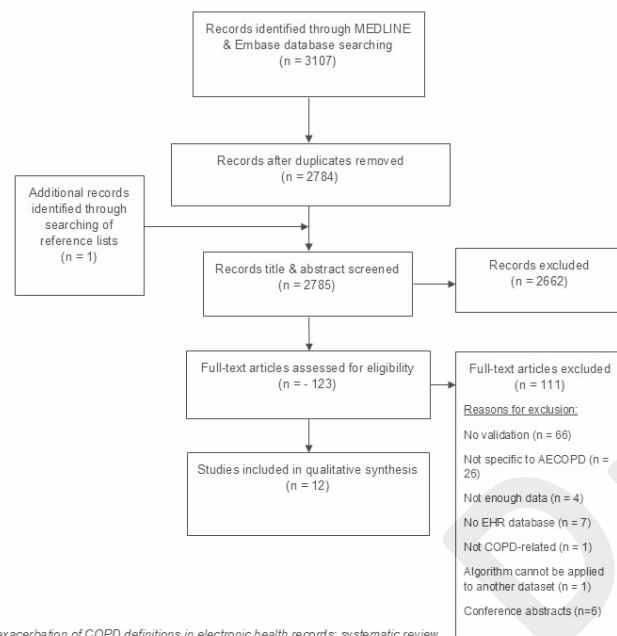 Records identified through MEDLINE
& Embase database searching
(n = 3107)
Records after duplicates removed
(n = 2784)
Additional records
identified through
searching of
reference lists
(n = 1)
Records title & abstract screened
(n = 2785)
Records excluded
(n = 2662)
Full-text articles assessed for eligibility
(n = - 123)
Full-text articles excluded
(n = 111)
Reasons for exclusion:
No validation (n = 66)
Not specific to AECOPD (n =
26)
Not enough data (n = 4)
No EHR database (n = 7)
Not COPD-related (n = 1)
Algorithm cannot be applied
to another dataset (n = 1)
Conference abstracts (n=6)
Studies included in qualitative synthesis
(n = 12)
exacerbation of COPD definitions in electronic health records: systematic review